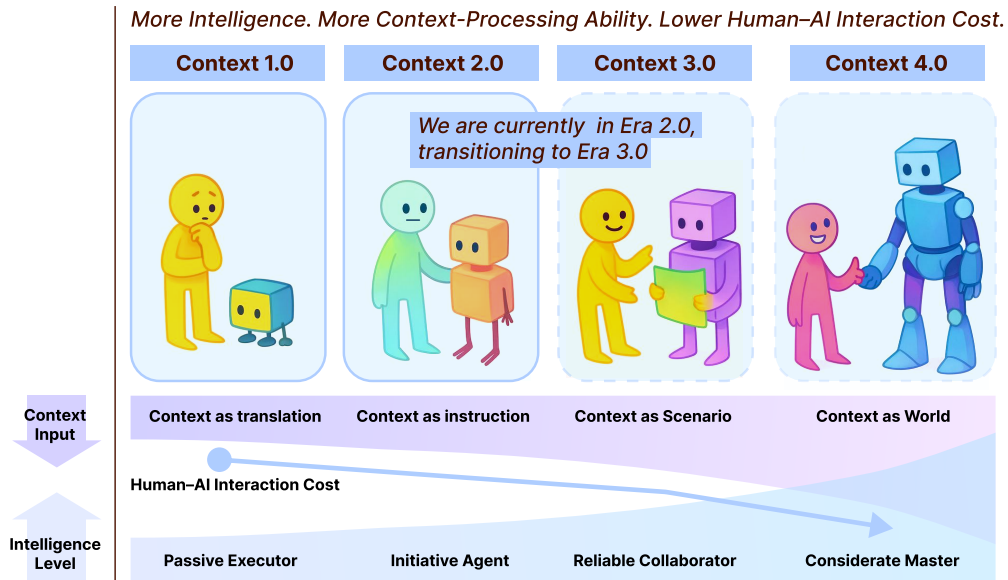 More Intelligence. More Context-Processing Ability. Lower Human–AI Interaction Cost.
Context 1.0
Context 2.0
Context 3.0
Context 4.0
We are currently in Era 2.0,
transitioning to Era 3.0
Context
Input
Context as translation
Context as instruction
Context as Scenario
Context as World
Human–AI Interaction Cost
Intelligence
Level
Passive Executor
Initiative Agent
Reliable Collaborator
Considerate Master